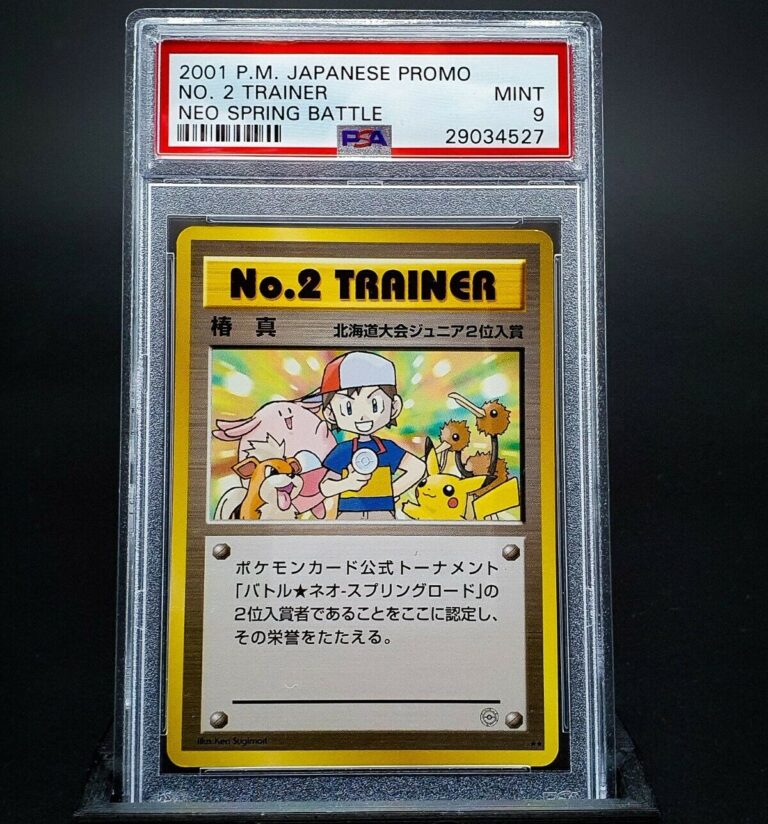 2001 P.M. JAPANESE PROMO
NO. 2 TRAINER MINT
NEO SPRING BATTLE 9
PSA 29034527
No.2 TRAINER
椿 真 北海道大会ジュニア2位入賞
ポケモンカード公式トーナメント
「バトル★ネオ-スプリングロード」の
2位入賞者であることをここに認定し、
その栄誉をたたえる。
Illus. Ken Sugimori
★★